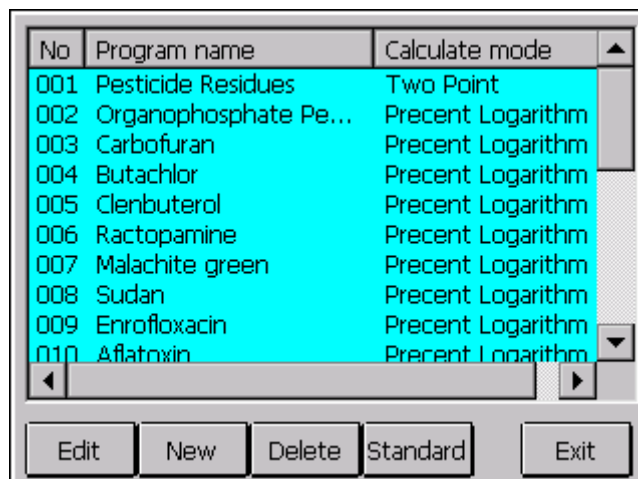 No Program name Calculate mode
001 Pesticide Residues Two Point
002 Organophosphate Pe... Precent Logarithm
003 Carbofuran Precent Logarithm
004 Butachlor Precent Logarithm
005 Clenbuterol Precent Logarithm
006 Ractopamine Precent Logarithm
007 Malachite green Precent Logarithm
008 Sudan Precent Logarithm
009 Enrofloxacin Precent Logarithm
010 Aflatoxin Precent Logarithm
Edit New Delete Standard Exit